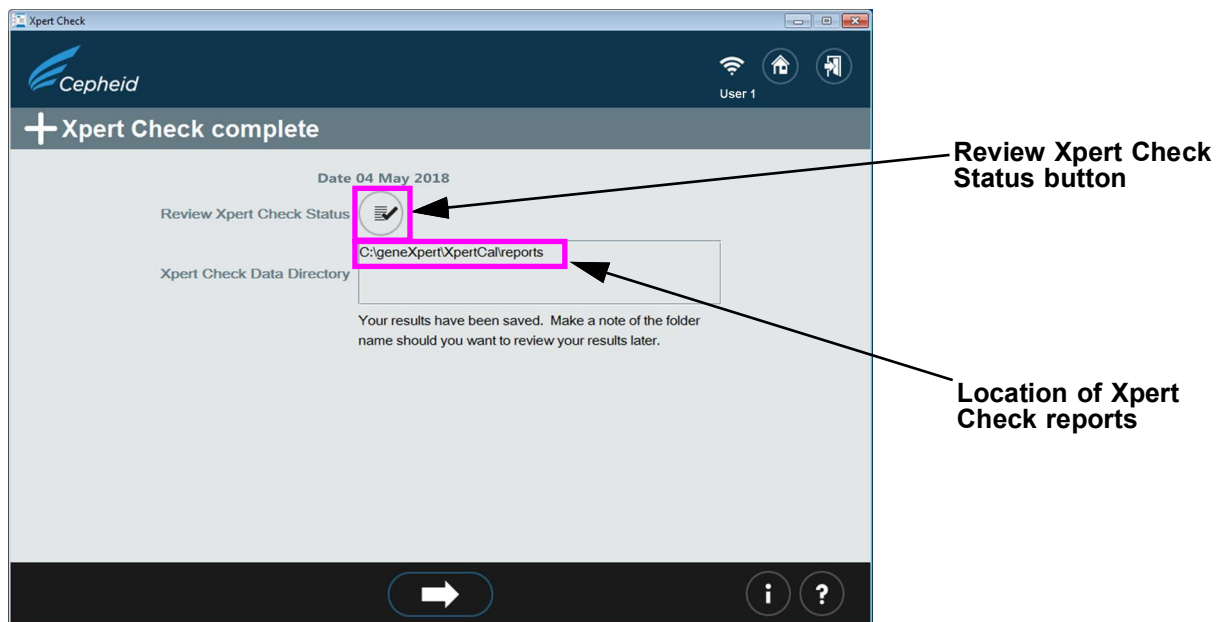 Xpert Check
Cepheid
User 1
Xpert Check complete
Date 04 May 2018
Review Xpert Check Status
C:\geneXpert\XpertCal\reports
Xpert Check Data Directory
Your results have been saved. Make a note of the folder
name should you want to review your results later.
i ?
Review Xpert Check
Status button
Location of Xpert
Check reports